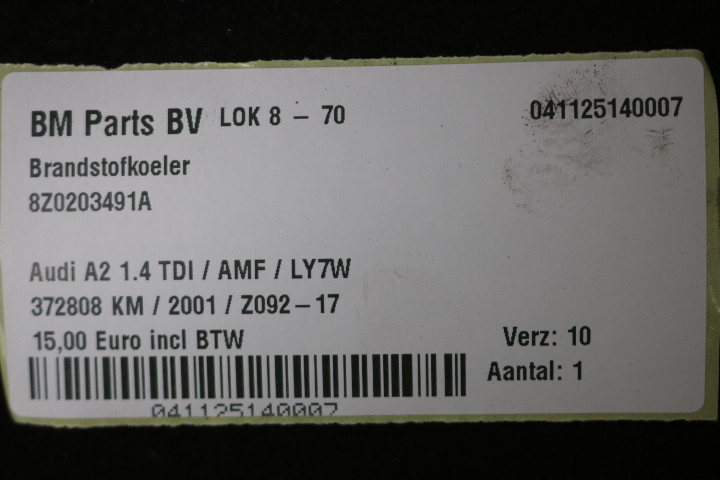 BM Parts BV LOK 8 – 70 041125140007
Brandstofkoeler
8Z0203491A
Audi A2 1.4 TDI / AMF / LY7W
372808 KM / 2001 / Z092–17
15,00 Euro incl BTW Verz: 10
Aantal: 1
041125140007